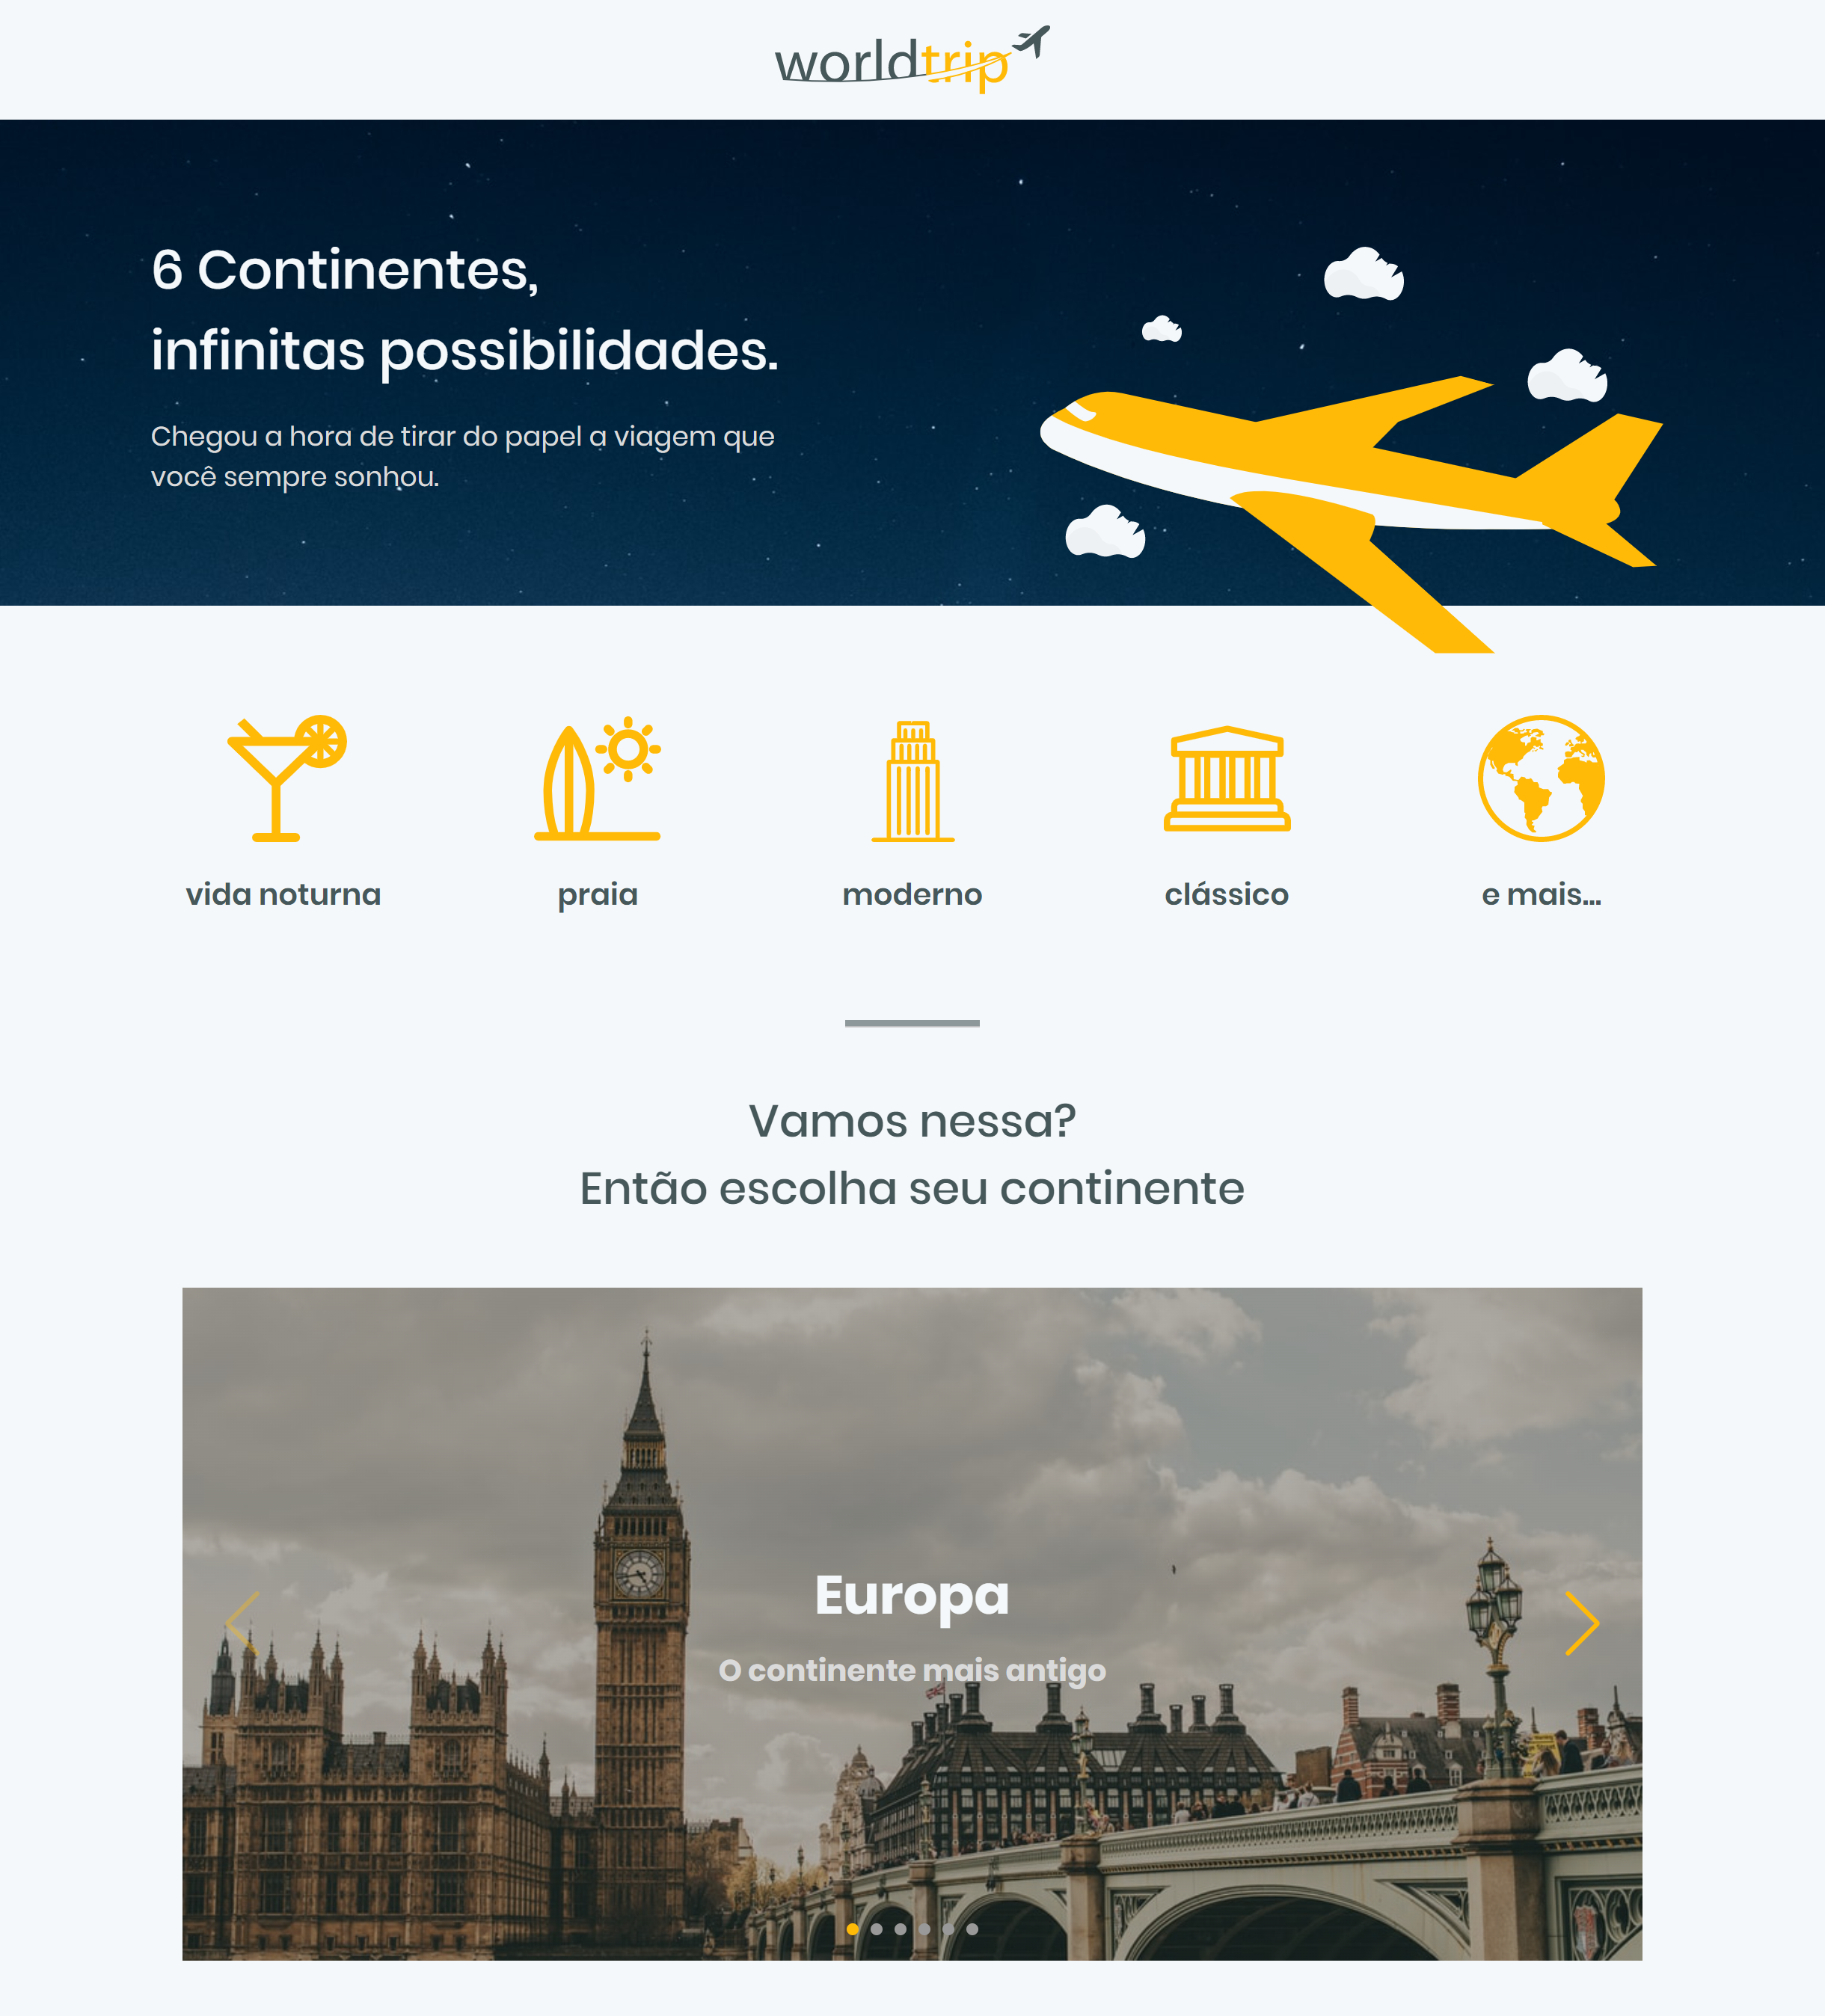 worldtrip
6 Continentes,
infinitas possibilidades.
Chegou a hora de tirar do papel a viagem que
você sempre sonhou.
vida noturna
praia
moderno
clássico
e mais...
Vamos nessa?
Então escolha seu continente
Europa
O continente mais antigo